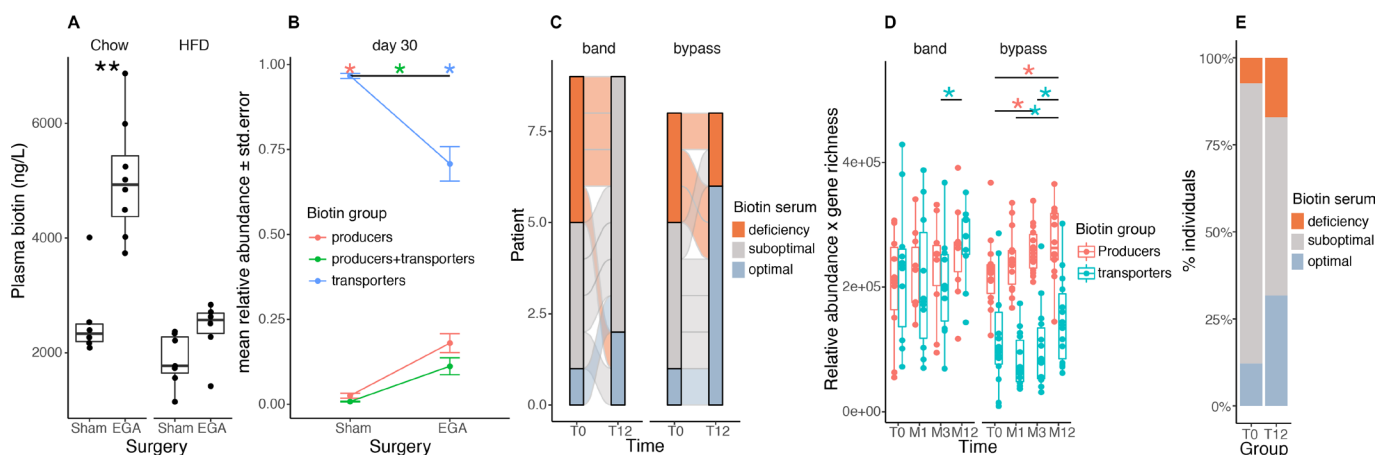 A
Chow HFD
**
Plasma biotin (ng/L)
6000
4000
2000
Sham EGA Sham EGA
Surgery
B
day 30
* * *
mean relative abundance ± std.error
1.00
0.75
0.50
0.25
0.00
Biotin group
producers
producers+transporters
transporters
Sham EGA
Surgery
C
band bypass
Patient
7.5
5.0
2.5
0.0
T0 T12 T0 T12
Time
Biotin serum
deficiency
suboptimal
optimal
D
band bypass
*
*
* *
*
Relative abundance x gene richness
4e+05
2e+05
0e+00
T0 M1 M3 M12 T0 M1 M3 M12
Time
Biotin group
Producers
transporters
E
% individuals
100%
75%
50%
25%
0%
T0 T12
Group
Biotin serum
deficiency
suboptimal
optimal